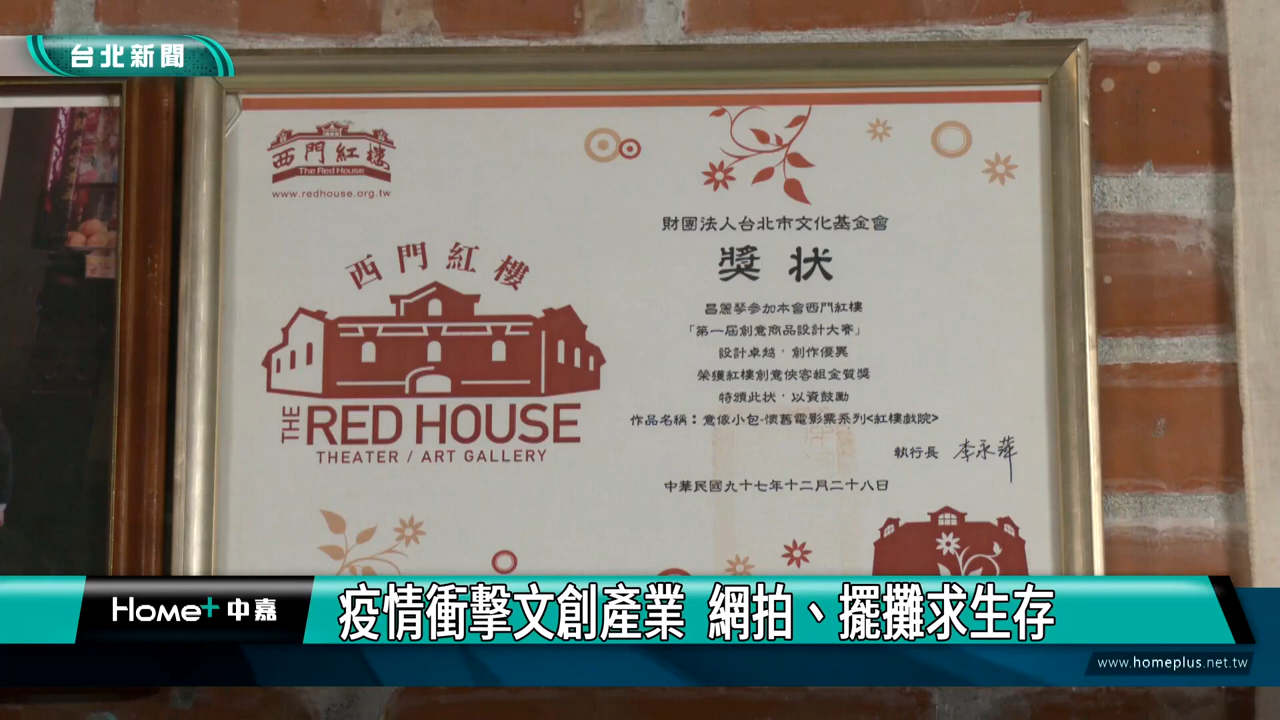 台北新聞
西門紅樓
The Red House
www.redhouse.org.tw
西門紅樓
THE RED HOUSE
THEATER / ART GALLERY
財團法人台北市文化基金會
獎狀
呂麗琴參加本會西門紅樓
「第一屆創意商品設計大賽」
設計卓越，創作優異
榮獲紅樓創意俠客組金質獎
特頒此狀，以資鼓勵
作品名稱：意像小包-懷舊電影票系列<紅樓戲院>
執行長 李永萍
中華民國九十七年十二月二十八日
Home+中嘉
疫情衝擊文創產業 網拍、擺攤求生存
www.homeplus.net.tw